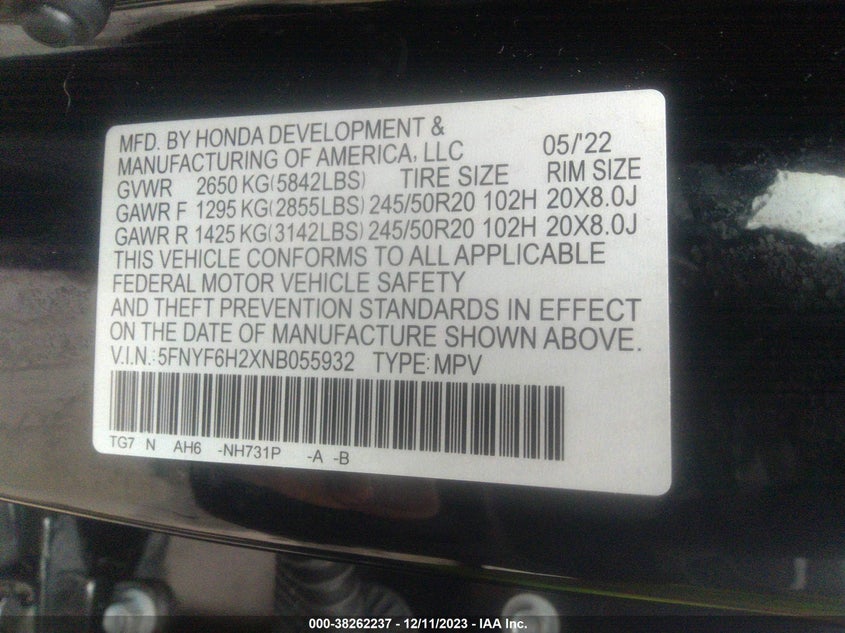 MFD. BY HONDA DEVELOPMENT &
MANUFACTURING OF AMERICA, LLC 05/'22
GVWR 2650 KG(5842LBS) TIRE SIZE RIM SIZE
GAWR F 1295 KG(2855LBS) 245/50R20 102H 20X8.0J
GAWR R 1425 KG(3142LBS) 245/50R20 102H 20X8.0J
THIS VEHICLE CONFORMS TO ALL APPLICABLE
FEDERAL MOTOR VEHICLE SAFETY
AND THEFT PREVENTION STANDARDS IN EFFECT
ON THE DATE OF MANUFACTURE SHOWN ABOVE.
V.I.N.:5FNYF6H2XNB055932 TYPE:MPV
TG7 N AH6 -NH731P -A -B
000-38262237 - 12/11/2023 - IAA Inc.